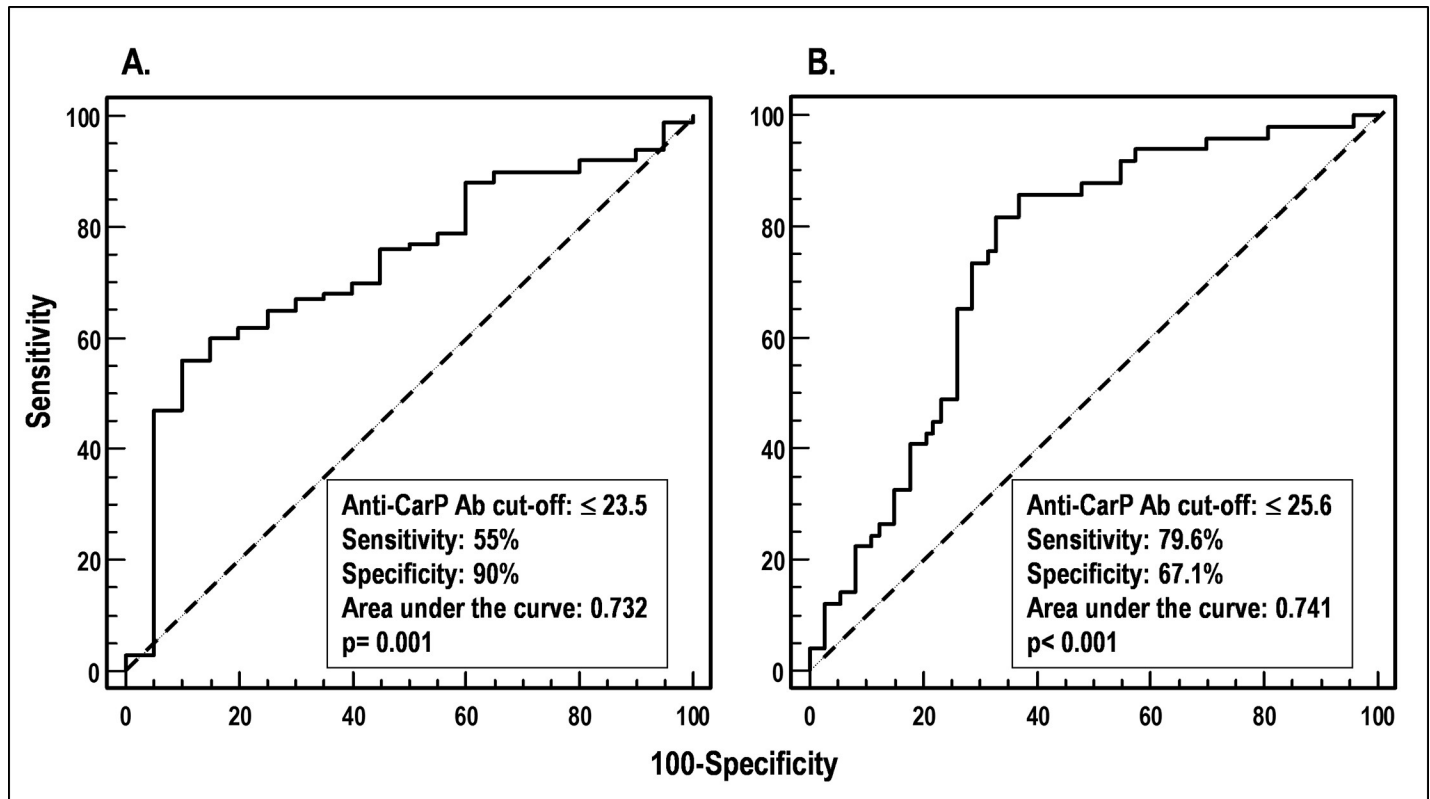 A.
B.
100
80
60
40
20
0
0
20
40
60
80
100
Sensitivity
Anti-CarP Ab cut-off: ≤ 23.5
Sensitivity: 55%
Specificity: 90%
Area under the curve: 0.732
p= 0.001
100
80
60
40
20
0
0
20
40
60
80
100
Anti-CarP Ab cut-off: ≤ 25.6
Sensitivity: 79.6%
Specificity: 67.1%
Area under the curve: 0.741
p< 0.001
100-Specificity